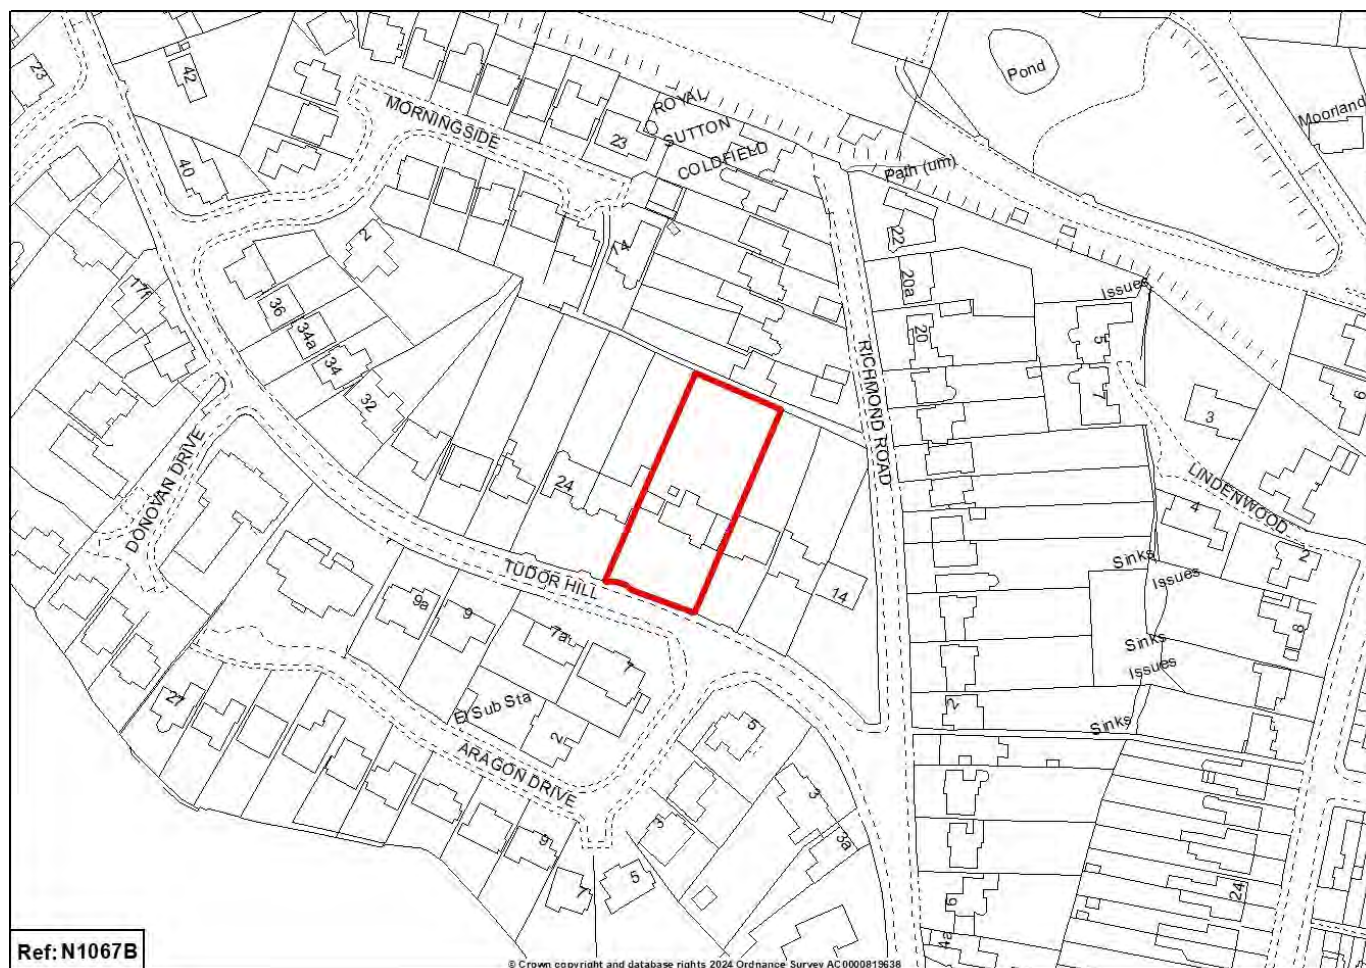 23
42
MORNINGSIDE
ROYAL
SUTTON
COLDFIELD
23
Pond
Moorland
Path (um)
40
2
14
22
20a
20
Issues
5
7
17f
36
34a
34
32
RICHMOND ROAD
3
6
LINDENWOOD
DONOVAN DRIVE
24
4
2
Sinks
Issues
TUDOR HILL
14
9a
9
7a
1
8
Sinks
Issues
27
El Sub Sta
2
5
2
Sinks
ARAGON DRIVE
3
3
3a
9
7
5
6
4a
24
Ref: N1067B
© Crown copyright and database rights 2024 Ordnance Survey AC0000819638